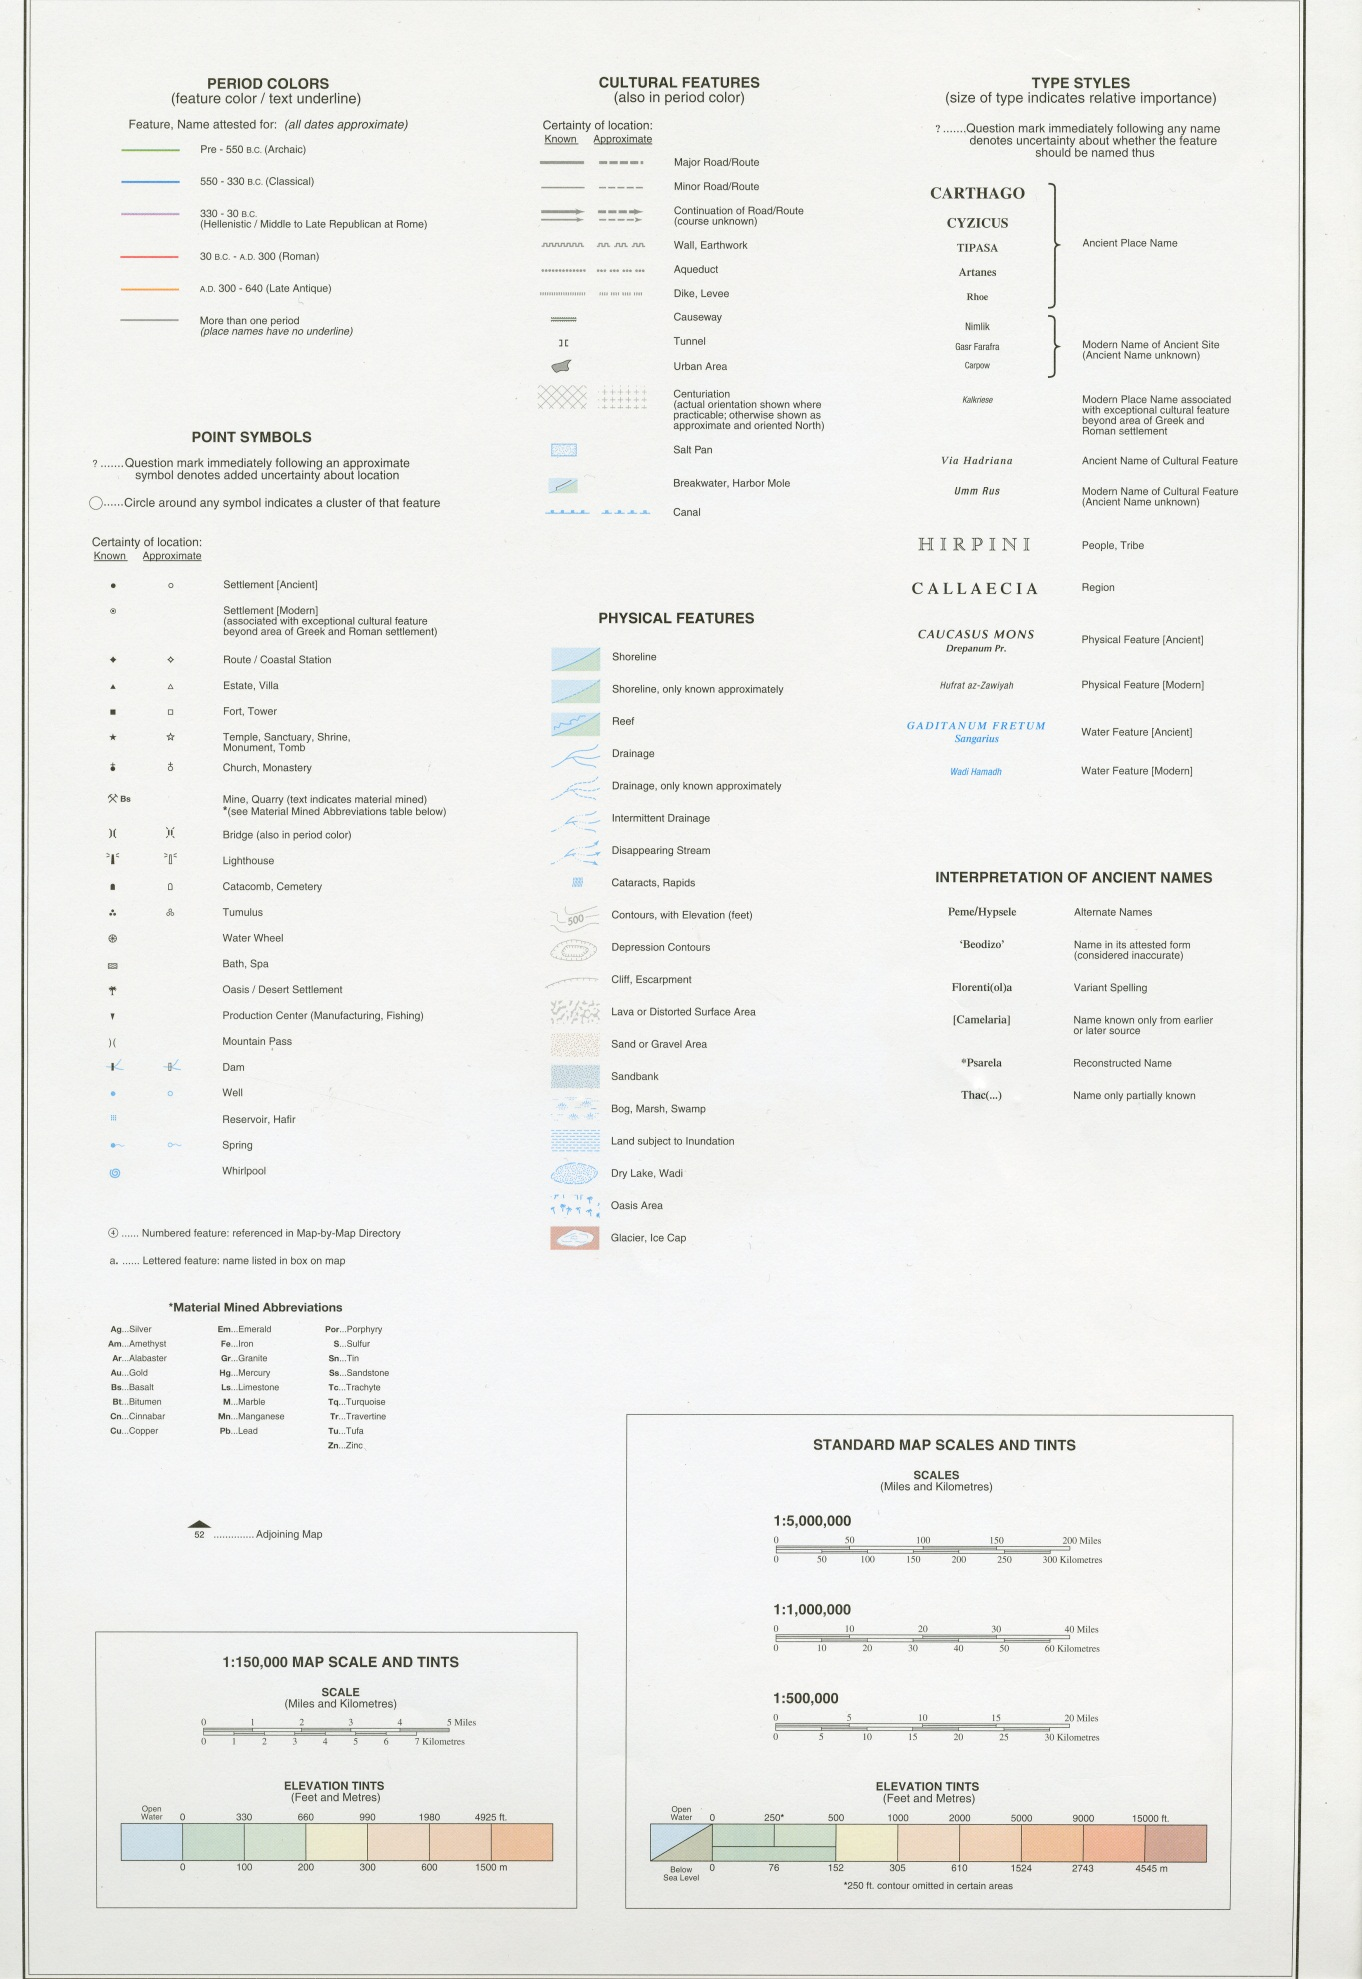 PERIOD COLORS
(feature color / text underline)
Feature, Name attested for: (all dates approximate)
Pre - 550 B.C. (Archaic)
550 - 330 B.C. (Classical)
330 - 30 B.C.
(Hellenistic / Middle to Late Republican at Rome)
30 B.C. - A.D. 300 (Roman)
A.D. 300 - 640 (Late Antique)
More than one period
(place names have no underline)
POINT SYMBOLS
? .......Question mark immediately following an approximate
symbol denotes added uncertainty about location
......Circle around any symbol indicates a cluster of that feature
Certainty of location:
Known Approximate
Settlement [Ancient]
Settlement [Modern]
(associated with exceptional cultural feature
beyond area of Greek and Roman settlement)
Route / Coastal Station
Estate, Villa
Fort, Tower
Temple, Sanctuary, Shrine,
Monument, Tomb
Church, Monastery
Bs Mine, Quarry (text indicates material mined)
*(see Material Mined Abbreviations table below)
Bridge (also in period color)
Lighthouse
Catacomb, Cemetery
Tumulus
Water Wheel
Bath, Spa
Oasis / Desert Settlement
Production Center (Manufacturing, Fishing)
Mountain Pass
Dam
Well
Reservoir, Hafir
Spring
Whirlpool
4 ...... Numbered feature: referenced in Map-by-Map Directory
a. ...... Lettered feature: name listed in box on map
*Material Mined Abbreviations
Ag...Silver Em...Emerald Por...Porphyry
Am...Amethyst Fe...Iron S...Sulfur
Ar...Alabaster Gr...Granite Sn...Tin
Au...Gold Hg...Mercury Ss...Sandstone
Bs...Basalt Ls...Limestone Tc...Trachyte
Bt...Bitumen M...Marble Tq...Turquoise
Cn...Cinnabar Mn...Manganese Tr...Travertine
Cu...Copper Pb...Lead Tu...Tufa
Zn...Zinc
52 .............. Adjoining Map
1:150,000 MAP SCALE AND TINTS
SCALE
(Miles and Kilometres)
0 1 2 3 4 5 Miles
0 1 2 3 4 5 6 7 Kilometres
ELEVATION TINTS
(Feet and Metres)
Open
Water 0 330 660 990 1980 4925 ft.
0 100 200 300 600 1500 m
CULTURAL FEATURES
(also in period color)
Certainty of location:
Known Approximate
Major Road/Route
Minor Road/Route
Continuation of Road/Route
(course unknown)
Wall, Earthwork
Aqueduct
Dike, Levee
Causeway
Tunnel
Urban Area
Centuriation
(actual orientation shown where
practicable; otherwise shown as
approximate and oriented North)
Salt Pan
Breakwater, Harbor Mole
Canal
PHYSICAL FEATURES
Shoreline
Shoreline, only known approximately
Reef
Drainage
Drainage, only known approximately
Intermittent Drainage
Disappearing Stream
Cataracts, Rapids
500 Contours, with Elevation (feet)
Depression Contours
Cliff, Escarpment
Lava or Distorted Surface Area
Sand or Gravel Area
Sandbank
Bog, Marsh, Swamp
Land subject to Inundation
Dry Lake, Wadi
Oasis Area
Glacier, Ice Cap
TYPE STYLES
(size of type indicates relative importance)
? .......Question mark immediately following any name
denotes uncertainty about whether the feature
should be named thus
CARTHAGO
CYZICUS
TIPASA
Artanes
Rhoe
Ancient Place Name
Nimlik
Gasr Farafra
Carpow
Modern Name of Ancient Site
(Ancient Name unknown)
Kalkriese Modern Place Name associated
with exceptional cultural feature
beyond area of Greek and
Roman settlement
Via Hadriana Ancient Name of Cultural Feature
Umm Rus Modern Name of Cultural Feature
(Ancient Name unknown)
HIRPINI People, Tribe
CALLAECIA Region
CAUCASUS MONS
Drepanum Pr.
Physical Feature [Ancient]
Hufrat az-Zawiyah Physical Feature [Modern]
GADITANUM FRETUM
Sangarius
Water Feature [Ancient]
Wadi Hamadh Water Feature [Modern]
INTERPRETATION OF ANCIENT NAMES
Peme/Hypsele Alternate Names
‘Beodizo’ Name in its attested form
(considered inaccurate)
Florenti(ol)a Variant Spelling
[Camelaria] Name known only from earlier
or later source
*Psarela Reconstructed Name
Thac(...) Name only partially known
STANDARD MAP SCALES AND TINTS
SCALES
(Miles and Kilometres)
1:5,000,000
0 50 100 150 200 Miles
0 50 100 150 200 250 300 Kilometres
1:1,000,000
0 10 20 30 40 Miles
0 10 20 30 40 50 60 Kilometres
1:500,000
0 5 10 15 20 Miles
0 5 10 15 20 25 30 Kilometres
ELEVATION TINTS
(Feet and Metres)
Open
Water 0 250* 500 1000 2000 5000 9000 15000 ft.
Below
Sea Level 0 76 152 305 610 1524 2743 4545 m
*250 ft. contour omitted in certain areas